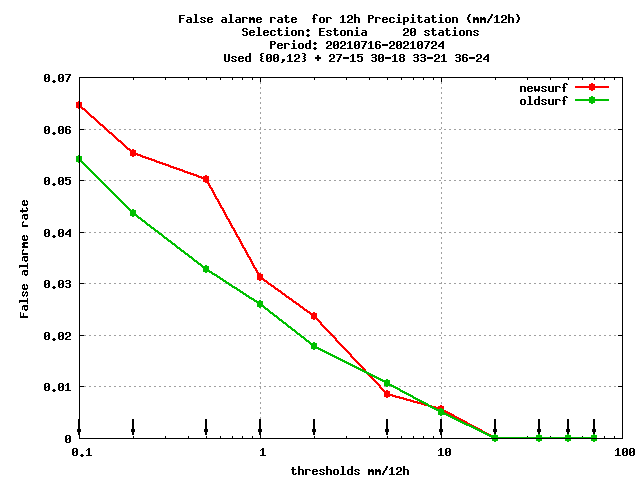 False alarme rate  for 12h Precipitation (mm/12h)
Selection: Estonia     20 stations
Period: 20210716-20210724
Used {00,12} + 27-15 30-18 33-21 36-24
newsurf
oldsurf
0.07
0.06
0.05
0.04
0.03
0.02
0.01
0
False alarme rate
0.1 1 10 100
thresholds mm/12h